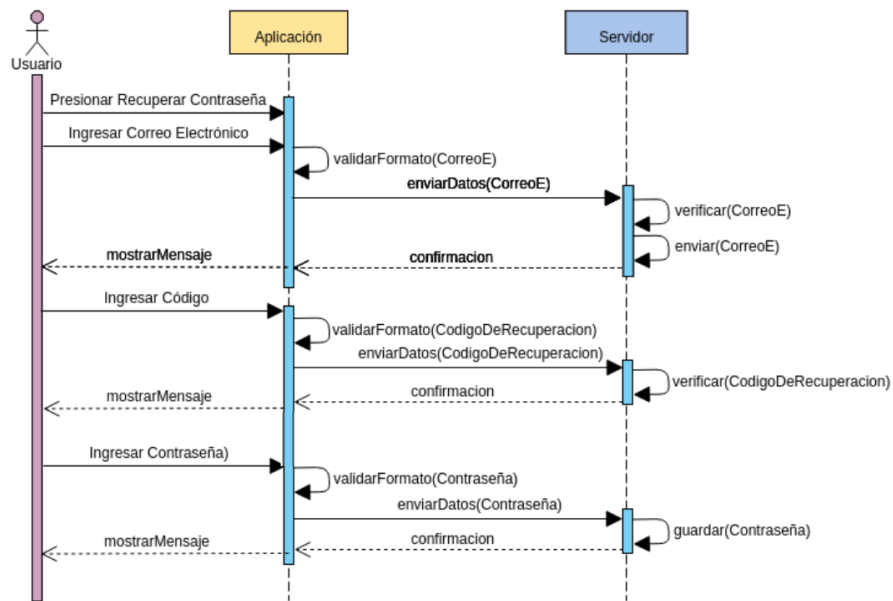 Usuario
Aplicación
Servidor
Presionar Recuperar Contraseña
Ingresar Correo Electrónico
validarFormato(CorreoE)
enviarDatos(CorreoE)
verificar(CorreoE)
enviar(CorreoE)
mostrarMensaje
confirmacion
Ingresar Código
validarFormato(CodigoDeRecuperacion)
enviarDatos(CodigoDeRecuperacion)
verificar(CodigoDeRecuperacion)
confirmacion
mostrarMensaje
Ingresar Contraseña)
validarFormato(Contraseña)
enviarDatos(Contraseña)
guardar(Contraseña)
confirmacion
mostrarMensaje